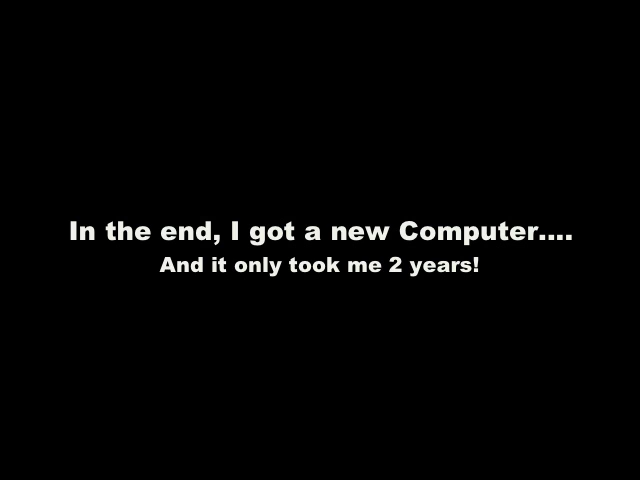 In the end, I got a new Computer....
And it only took me 2 years!